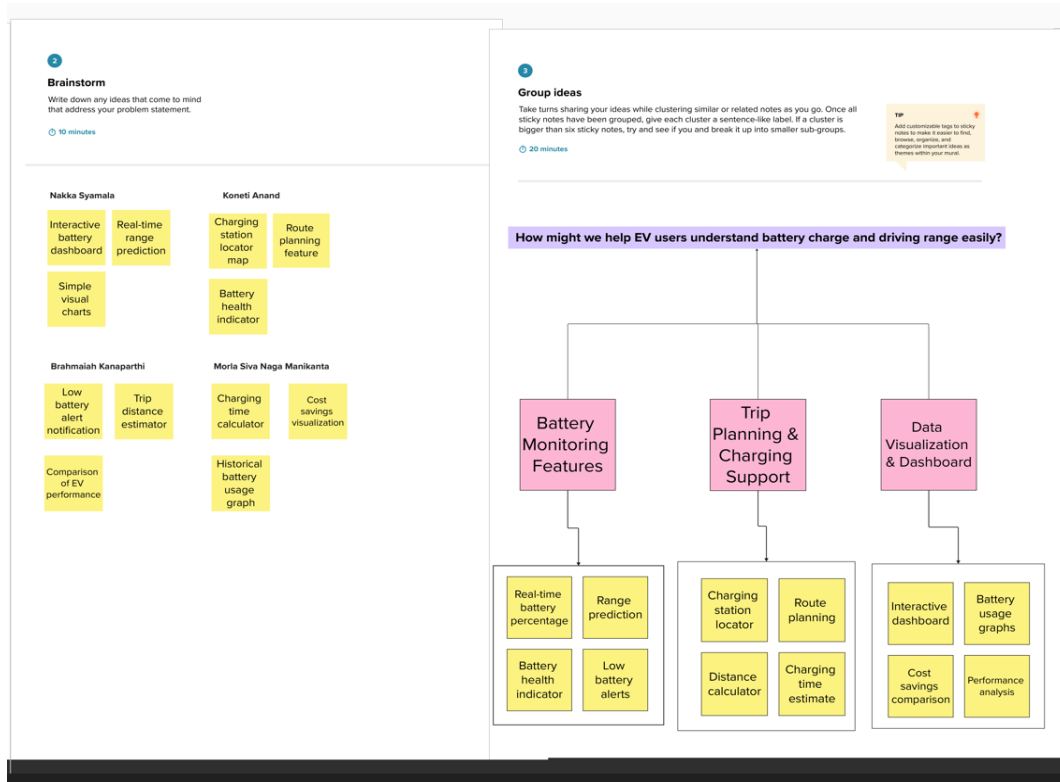 2
Brainstorm
Write down any ideas that come to mind
that address your problem statement.
10 minutes
Nakka Syamala
Interactive
battery
dashboard
Real-time
range
prediction
Simple
visual
charts
Koneti Anand
Charging
station
locator
map
Route
planning
feature
Battery
health
indicator
Brahmaiah Kanaparthi
Low
battery
alert
notification
Trip
distance
estimator
Comparison
of EV
performance
Morla Siva Naga Manikanta
Charging
time
calculator
Cost
savings
visualization
Historical
battery
usage
graph
3
Group ideas
Take turns sharing your ideas while clustering similar or related notes as you go. Once all
sticky notes have been grouped, give each cluster a sentence-like label. If a cluster is
bigger than six sticky notes, try and see if you and break it up into smaller sub-groups.
20 minutes
TIP
Add customizable tags to sticky
notes to make it easier to find,
browse, organize, and
categorize important ideas as
themes within your mural.
How might we help EV users understand battery charge and driving range easily?
Battery
Monitoring
Features
Trip
Planning &
Charging
Support
Data
Visualization
& Dashboard
Real-time
battery
percentage
Range
prediction
Battery
health
indicator
Low
battery
alerts
Charging
station
locator
Route
planning
Distance
calculator
Charging
time
estimate
Interactive
dashboard
Battery
usage
graphs
Cost
savings
comparison
Performance
analysis